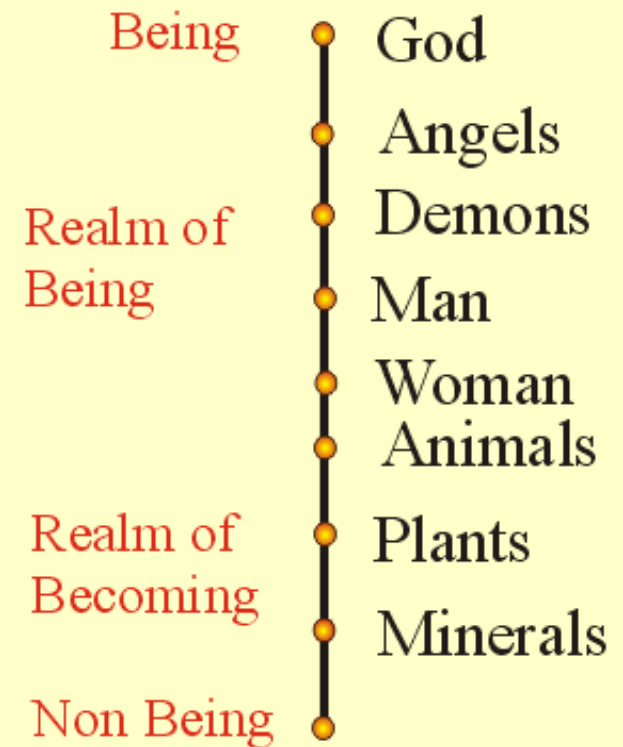 Being
God
Angels
Demons
Realm of
Being
Man
Woman
Animals
Realm of
Becoming
Plants
Minerals
Non Being